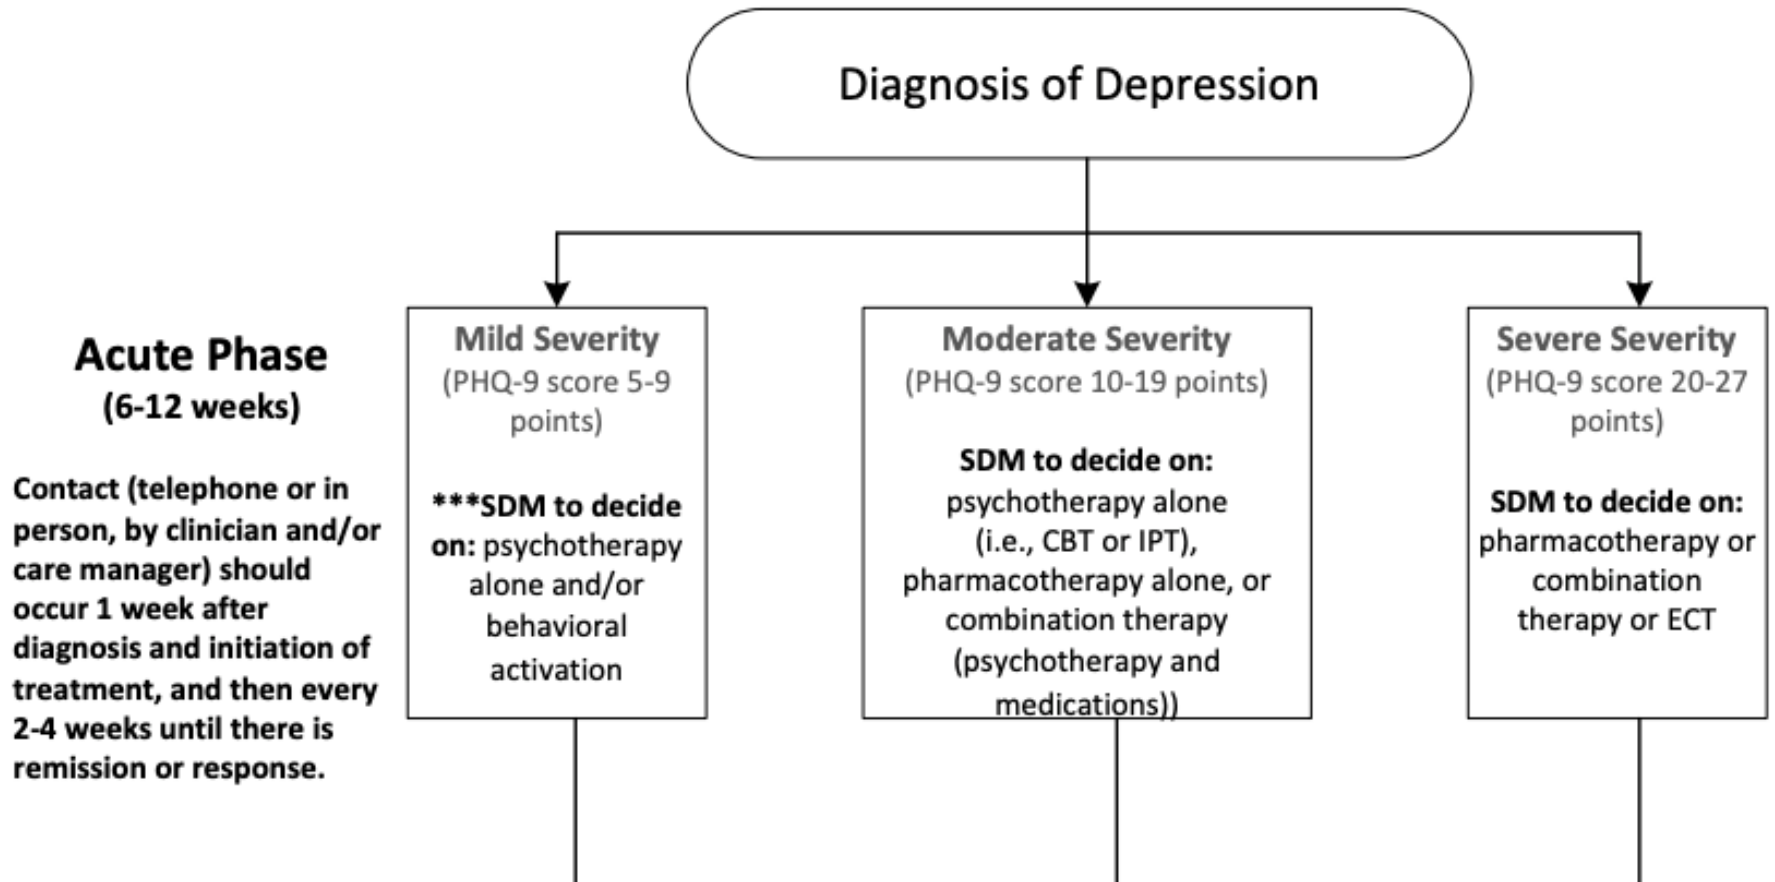 Diagnosis of Depression
Acute Phase
(6-12 weeks)
Contact (telephone or in
person, by clinician and/or
care manager) should
occur 1 week after
diagnosis and initiation of
treatment, and then every
2-4 weeks until there is
remission or response.
Mild Severity
(PHQ-9 score 5-9
points)
***SDM to decide
on: psychotherapy
alone and/or
behavioral
activation
Moderate Severity
(PHQ-9 score 10-19 points)
SDM to decide on:
psychotherapy alone
(i.e., CBT or IPT),
pharmacotherapy alone, or
combination therapy
(psychotherapy and
medications))
Severe Severity
(PHQ-9 score 20-27
points)
SDM to decide on:
pharmacotherapy or
combination
therapy or ECT